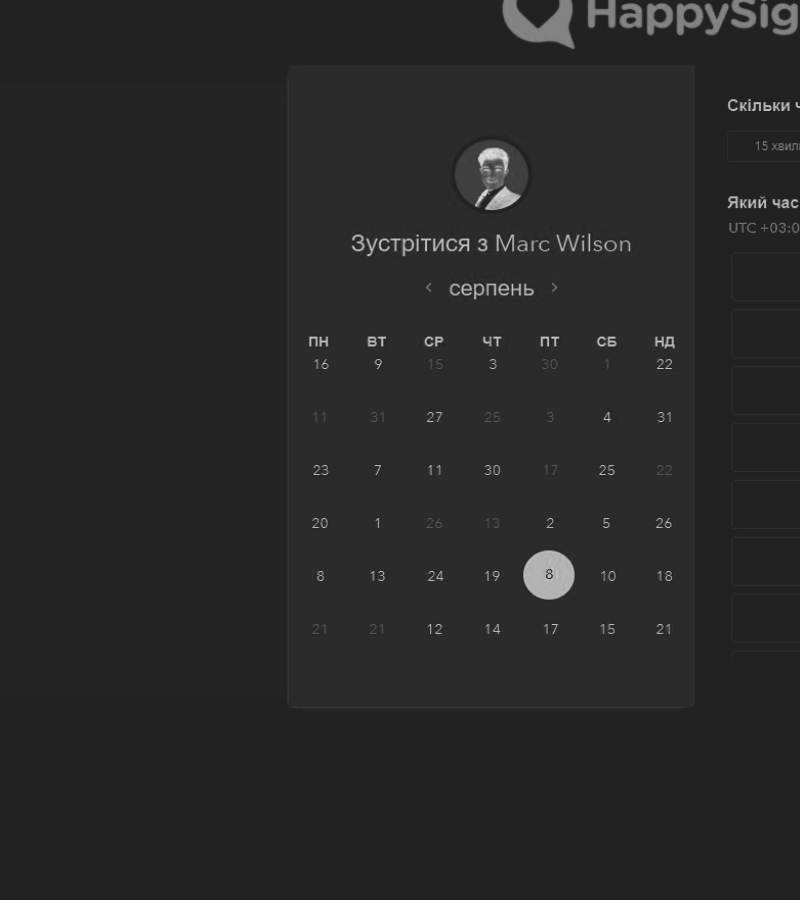 HappySig
Скільки ч
15 хвил
Зустрітися з Marc Wilson
Який час
UTC +03:0
< серпень >
ПН ВТ СР ЧТ ПТ СБ НД
16 9 15 3 30 1 22
11 31 27 25 3 4 31
23 7 11 30 17 25 22
20 1 26 13 2 5 26
8 13 24 19 8 10 18
21 21 12 14 17 15 21